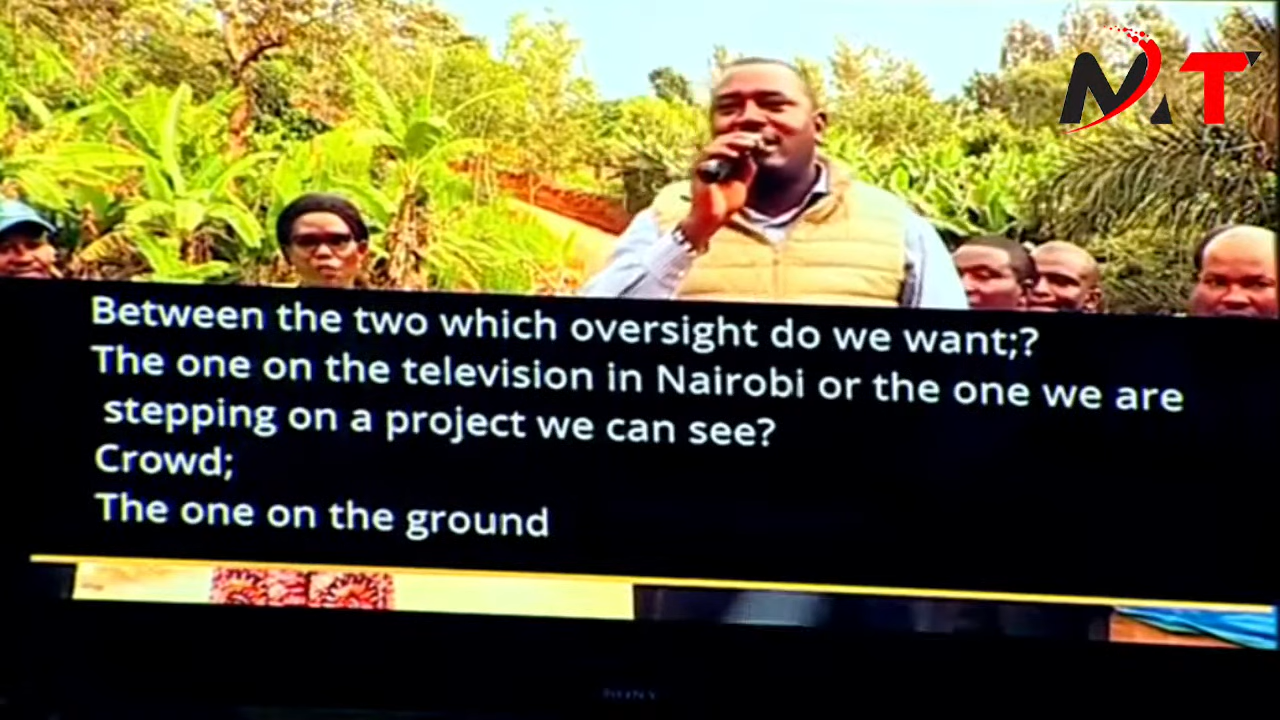 MT
Between the two which oversight do we want;?
The one on the television in Nairobi or the one we are
stepping on a project we can see?
Crowd;
The one on the ground